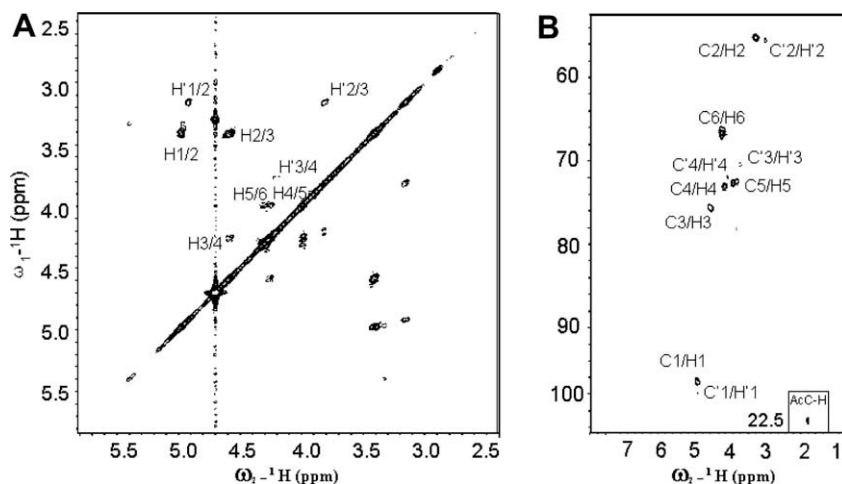 A
2.5
3.0
3.5
4.0
4.5
5.0
5.5
ω₁-¹H (ppm)
H'1/2
H'2/3
H1/2
H2/3
H'3/4
H5/6 H4/5
H3/4
5.5 5.0 4.5 4.0 3.5 3.0 2.5
ω₂-¹H (ppm)
B
60
70
80
90
100
C2/H2 C'2/H'2
C6/H6
C'4/H'4 C'3/H'3
C4/H4 C5/H5
C3/H3
C1/H1
C'1/H'1
AcC-H
22.5
7 6 5 4 3 2 1
ω₂-¹H (ppm)